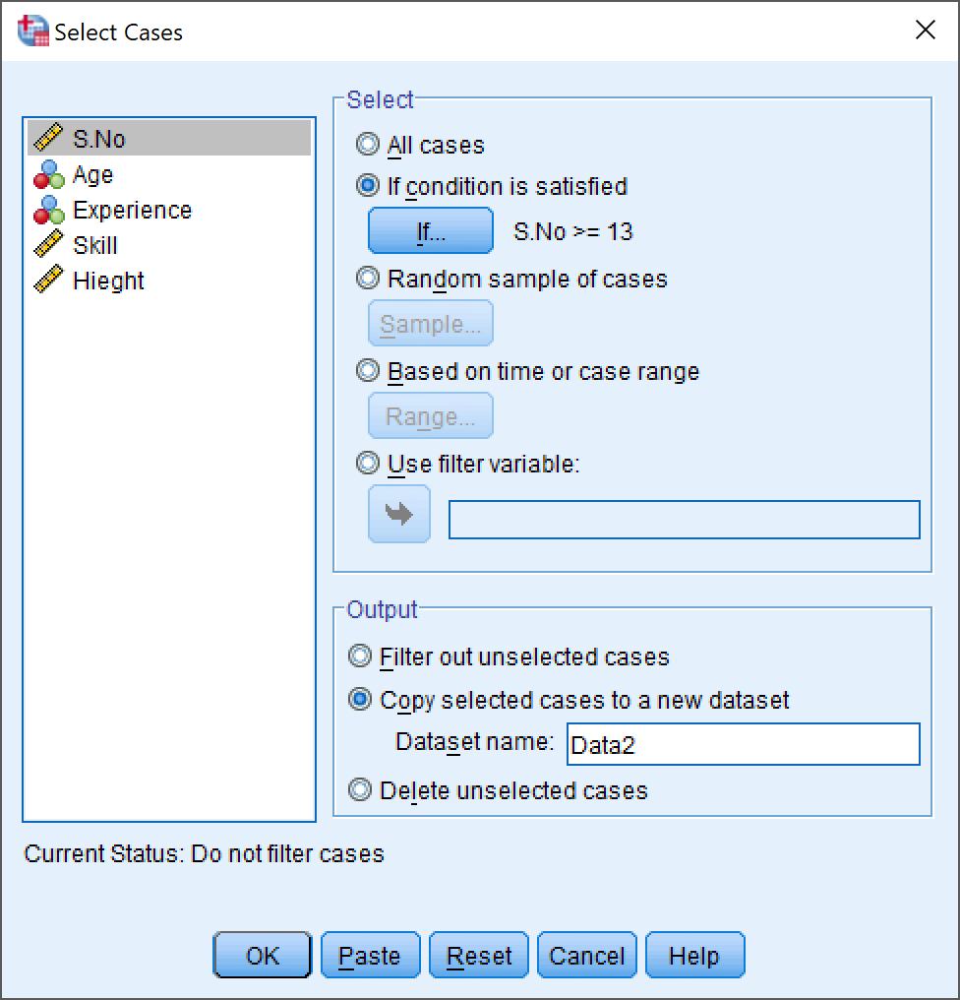 Select Cases
S.No
Age
Experience
Skill
Hieght
Select
All cases
If condition is satisfied
If... S.No >= 13
Random sample of cases
Sample...
Based on time or case range
Range...
Use filter variable:
Output
Filter out unselected cases
Copy selected cases to a new dataset
Dataset name: Data2
Delete unselected cases
Current Status: Do not filter cases
OK Paste Reset Cancel Help